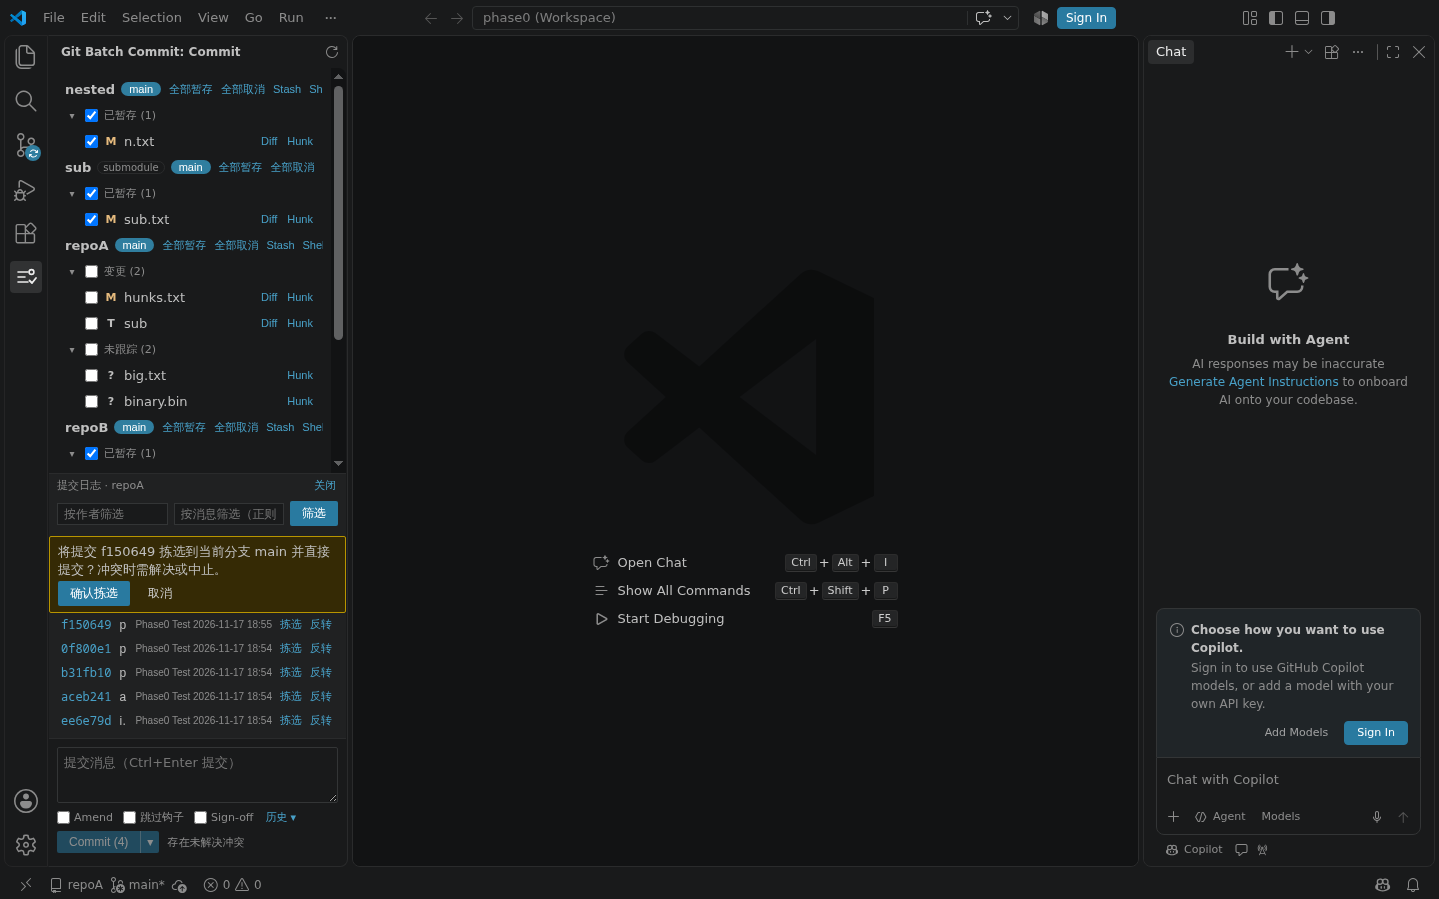 File Edit Selection View Go Run ···
phase0 (Workspace)
Sign In
Git Batch Commit: Commit
nested main 全部暂存 全部取消 Stash Sh
已暂存 (1)
M n.txt Diff Hunk
sub submodule main 全部暂存 全部取消
已暂存 (1)
M sub.txt Diff Hunk
repoA main 全部暂存 全部取消 Stash She
变更 (2)
M hunks.txt Diff Hunk
T sub Diff Hunk
未跟踪 (2)
? big.txt Hunk
? binary.bin Hunk
repoB main 全部暂存 全部取消 Stash She
已暂存 (1)
提交日志 · repoA 关闭
按作者筛选 按消息筛选（正则 筛选
将提交 f150649 拣选到当前分支 main 并直接
提交？冲突时需解决或中止。
确认拣选 取消
f150649 p Phase0 Test 2026-11-17 18:55 拣选 反转
0f800e1 p Phase0 Test 2026-11-17 18:54 拣选 反转
b31fb10 p Phase0 Test 2026-11-17 18:54 拣选 反转
aceb241 a Phase0 Test 2026-11-17 18:54 拣选 反转
ee6e79d i. Phase0 Test 2026-11-17 18:54 拣选 反转
提交消息（Ctrl+Enter 提交）
Amend 跳过钩子 Sign-off 历史 ▾
Commit (4) ▾ 存在未解决冲突
Open Chat Ctrl + Alt + I
Show All Commands Ctrl + Shift + P
Start Debugging F5
Chat
Build with Agent
AI responses may be inaccurate
Generate Agent Instructions to onboard
AI onto your codebase.
Choose how you want to use
Copilot.
Sign in to use GitHub Copilot
models, or add a model with your
own API key.
Add Models Sign In
Chat with Copilot
Agent Models
Copilot
repoA main* 0 0